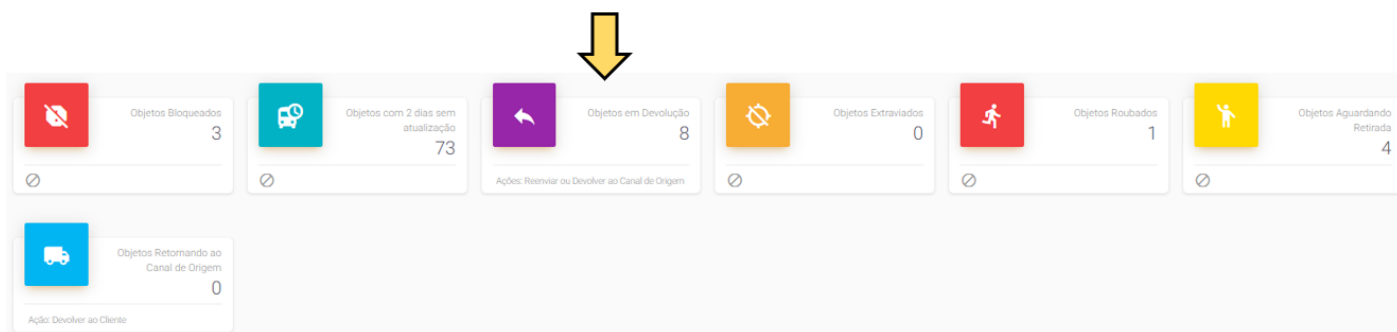 Objetos Bloqueados
3
Objetos com 2 dias sem
atualização
73
Objetos em Devolução
8
Ações: Reenviar ou Devolver ao Canal de Origem
Objetos Extraviados
0
Objetos Roubados
1
Objetos Aguardando
Retirada
4
Objetos Retornando ao
Canal de Origem
0
Ação: Devolver ao Cliente